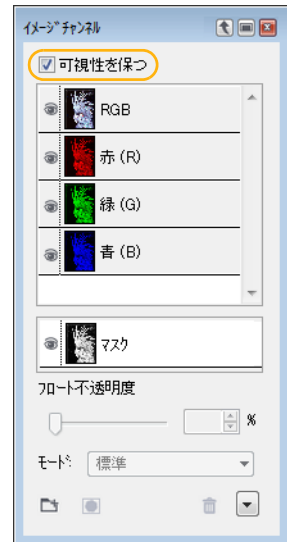 イメージチャンネル
可視性を保つ
RGB
赤 (R)
緑 (G)
青 (B)
マスク
フロート不透明度
%
モード:
標準